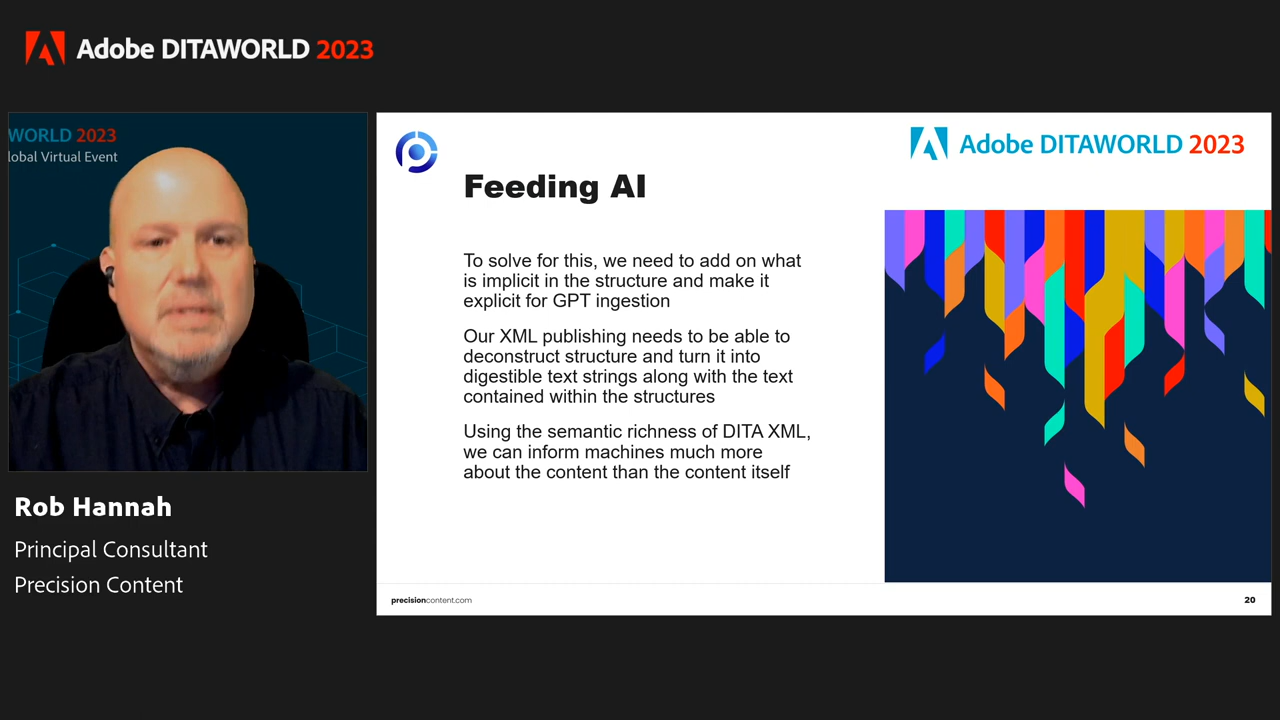 Adobe DITAWORLD 2023
WORLD 2023
lobal Virtual Event
Rob Hannah
Principal Consultant
Precision Content
Adobe DITAWORLD 2023
Feeding AI
To solve for this, we need to add on what
is implicit in the structure and make it
explicit for GPT ingestion
Our XML publishing needs to be able to
deconstruct structure and turn it into
digestible text strings along with the text
contained within the structures
Using the semantic richness of DITA XML,
we can inform machines much more
about the content than the content itself
precisioncontent.com
20